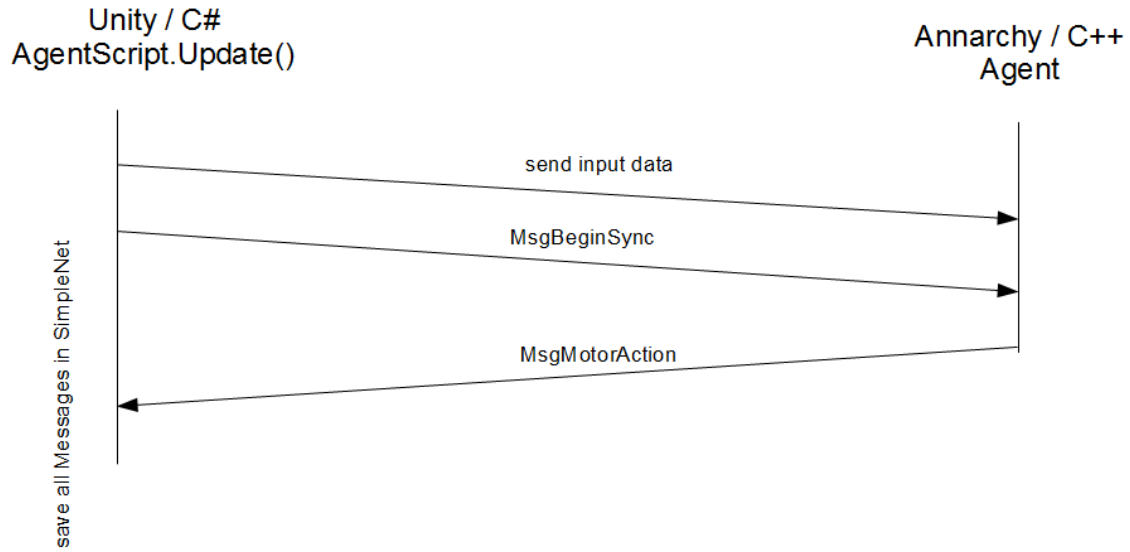 Unity / C#
AgentScript.Update()
Annarchy / C++
Agent
send input data
MsgBeginSync
MsgMotorAction
save all Messages in SimpleNet